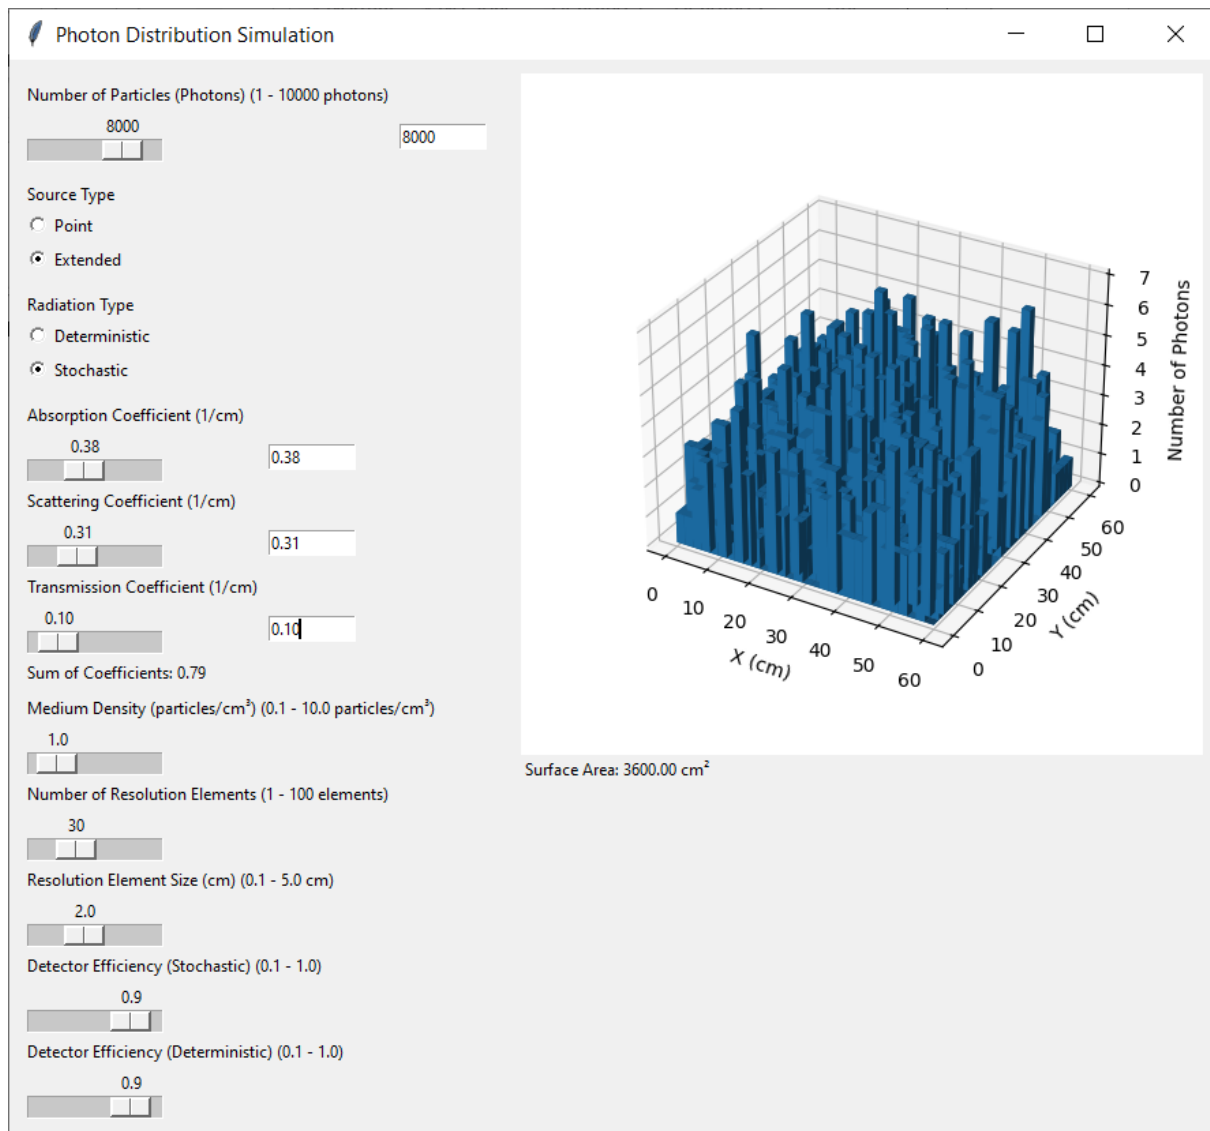 Photon Distribution Simulation
Number of Particles (Photons) (1 - 10000 photons)
8000
8000
Source Type
Point
Extended
Radiation Type
Deterministic
Stochastic
Absorption Coefficient (1/cm)
0.38
0.38
Scattering Coefficient (1/cm)
0.31
0.31
Transmission Coefficient (1/cm)
0.10
0.10
Sum of Coefficients: 0.79
Medium Density (particles/cm³) (0.1 - 10.0 particles/cm³)
1.0
Number of Resolution Elements (1 - 100 elements)
30
Resolution Element Size (cm) (0.1 - 5.0 cm)
2.0
Detector Efficiency (Stochastic) (0.1 - 1.0)
0.9
Detector Efficiency (Deterministic) (0.1 - 1.0)
0.9
7
6
5
4
3
2
1
0
Number of Photons
0
10
20
30
40
50
60
X (cm)
0
10
20
30
40
50
60
Y (cm)
Surface Area: 3600.00 cm²